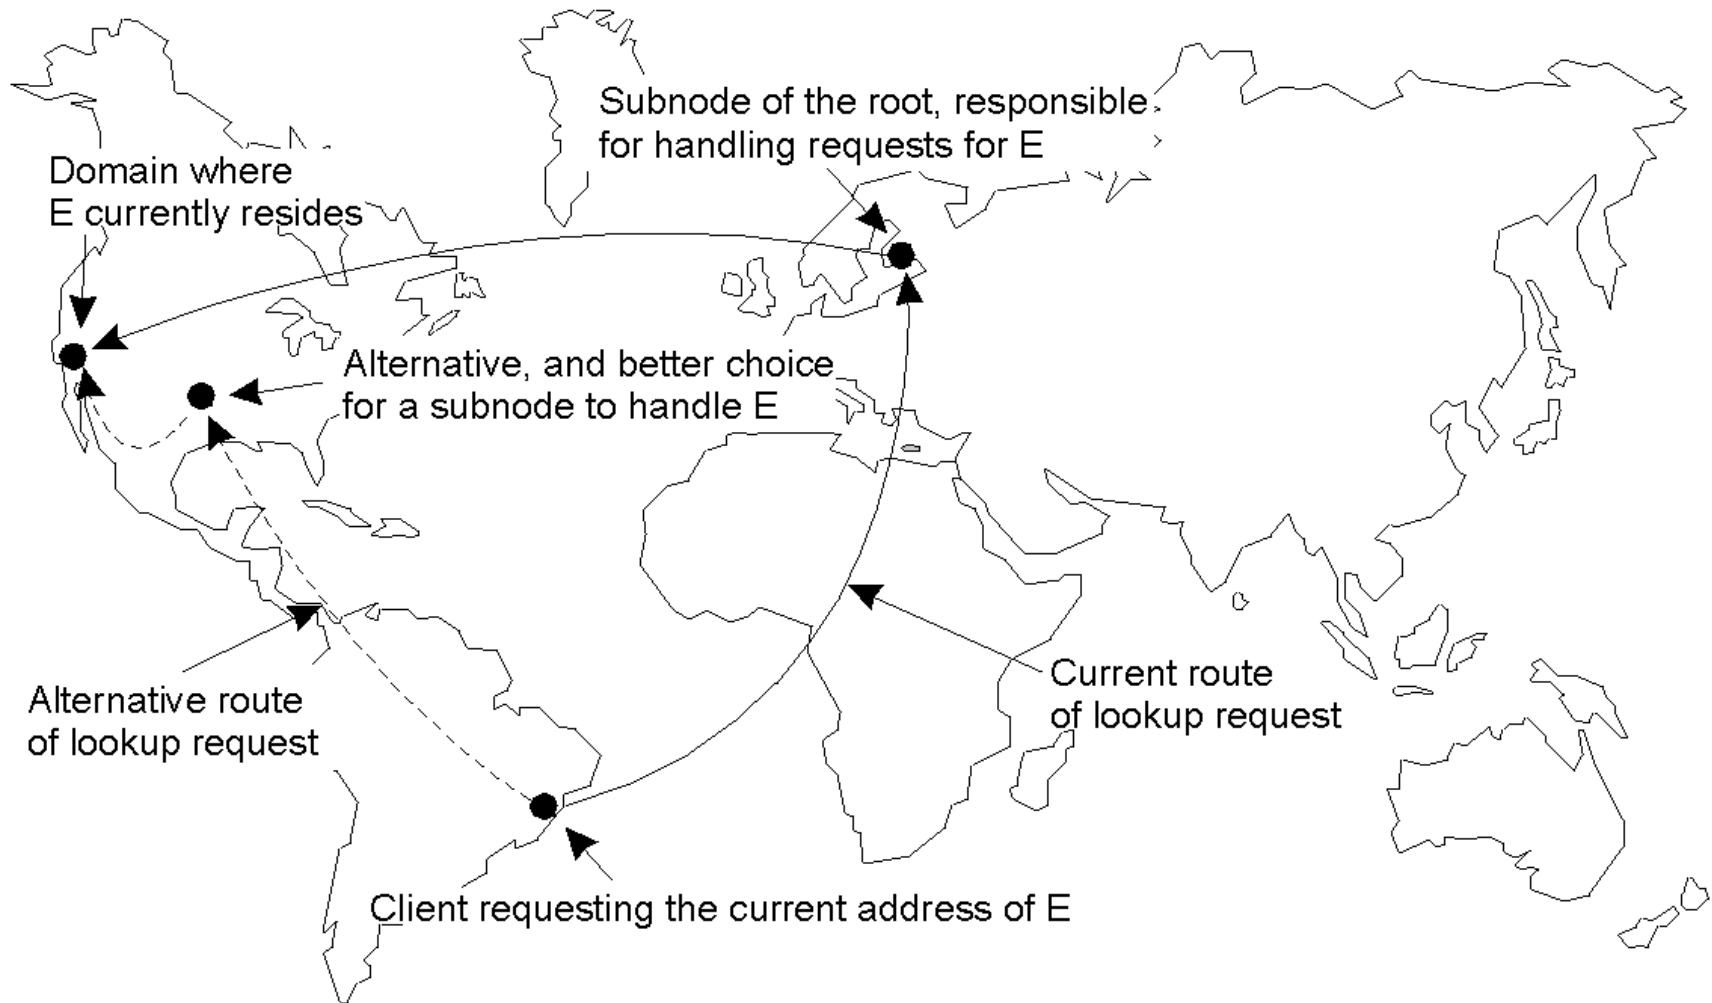 Subnode of the root, responsible
for handling requests for E
Domain where
E currently resides
Alternative, and better choice
for a subnode to handle E
Alternative route
of lookup request
Current route
of lookup request
Client requesting the current address of E